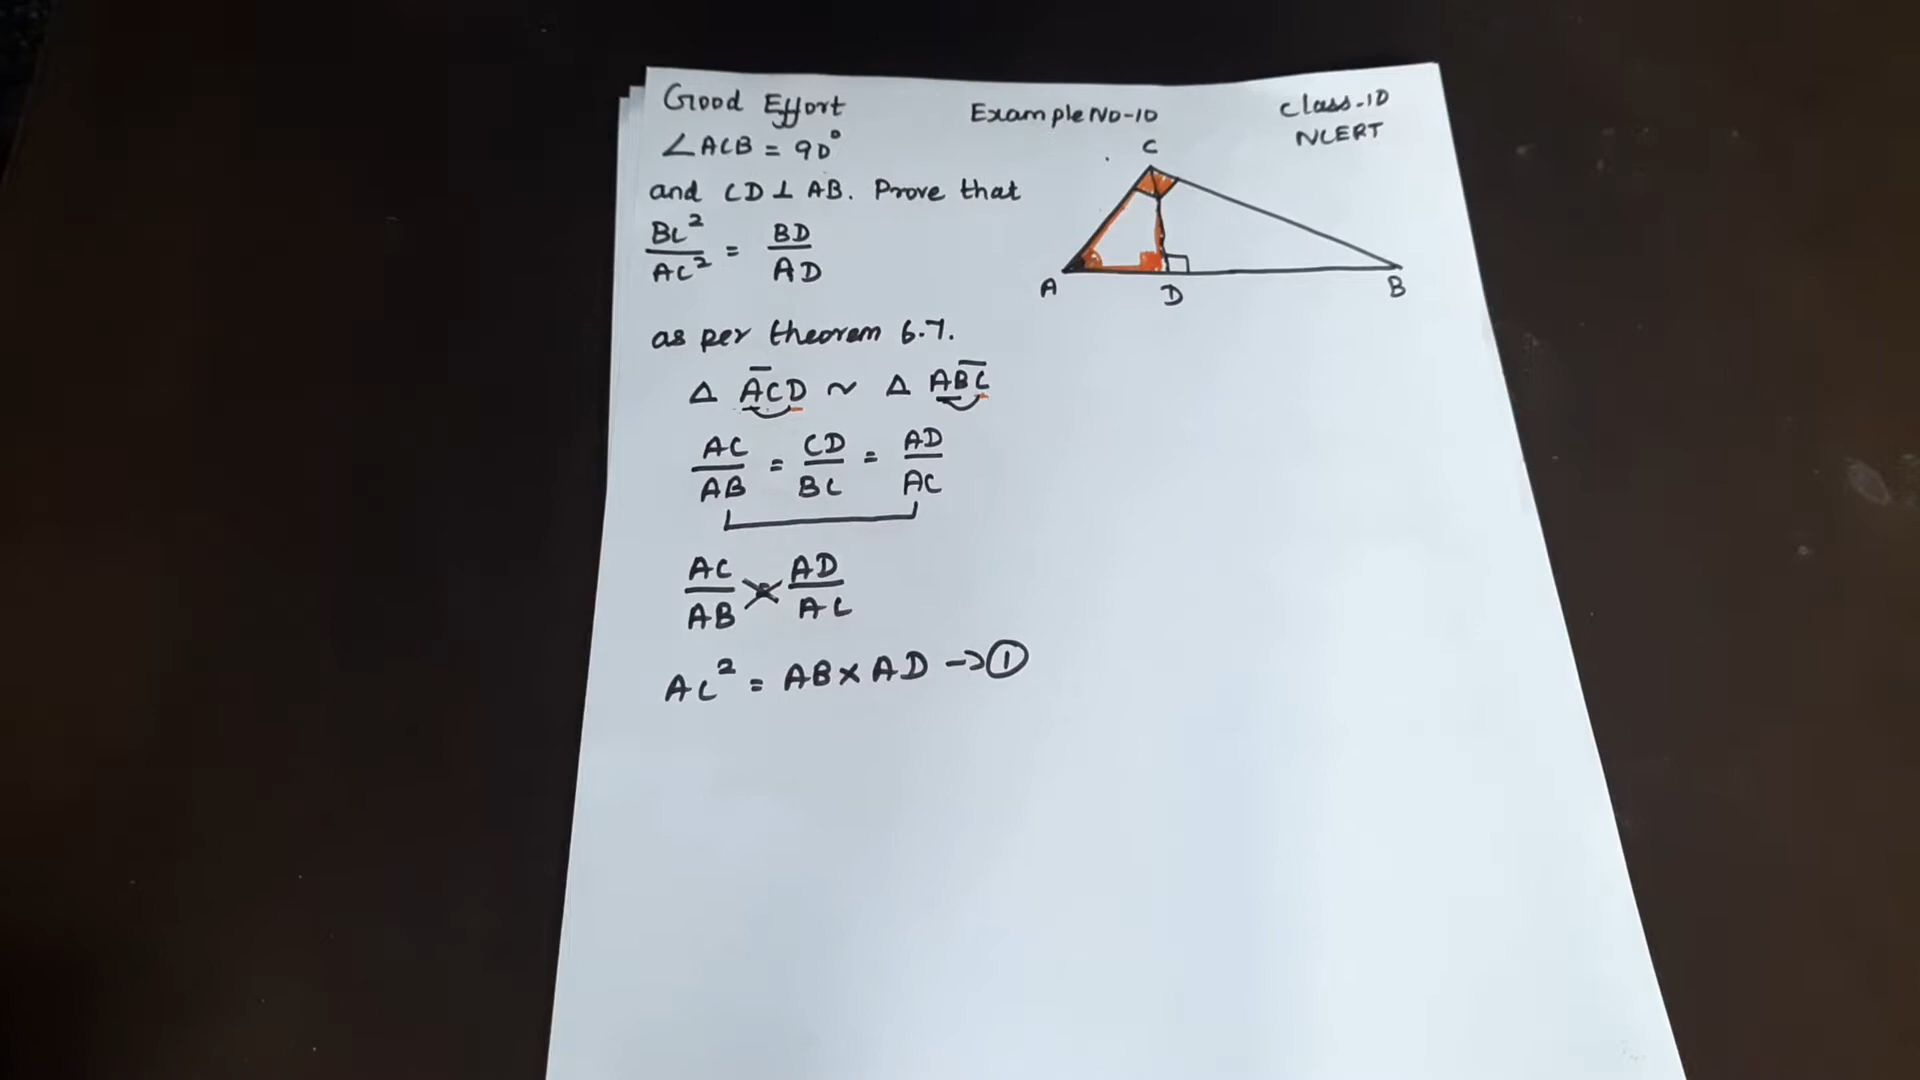 Good Effort
Example No-10
Class-10
NCERT
∠ACB = 90°
and CD ⊥ AB. Prove that
BC²/AC² = BD/AD
C
A
D
B
as per theorem 6.7.
Δ ACD ~ Δ ABC
AC/AB = CD/BC = AD/AC
AC/AB = AD/AC
AC² = AB × AD → ①